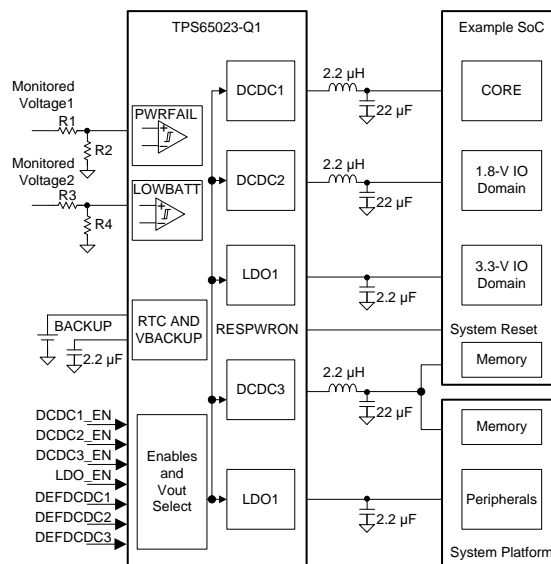 TPS65023-Q1
Example SoC
Monitored
Voltage1
R1
R2
PWRFAIL
Monitored
Voltage2
R3
R4
LOWBATT
DCDC1
2.2 µH
22 µF
CORE
DCDC2
2.2 µH
22 µF
1.8-V IO
Domain
LDO1
2.2 µF
3.3-V IO
Domain
BACKUP
2.2 µF
RTC AND
VBACKUP
RESPWRON
System Reset
DCDC3
2.2 µH
22 µF
Memory
DCDC1_EN
DCDC2_EN
DCDC3_EN
LDO_EN
DEFDCDC1
DEFDCDC2
DEFDCDC3
Enables
and
Vout
Select
LDO1
2.2 µF
Memory
Peripherals
System Platform